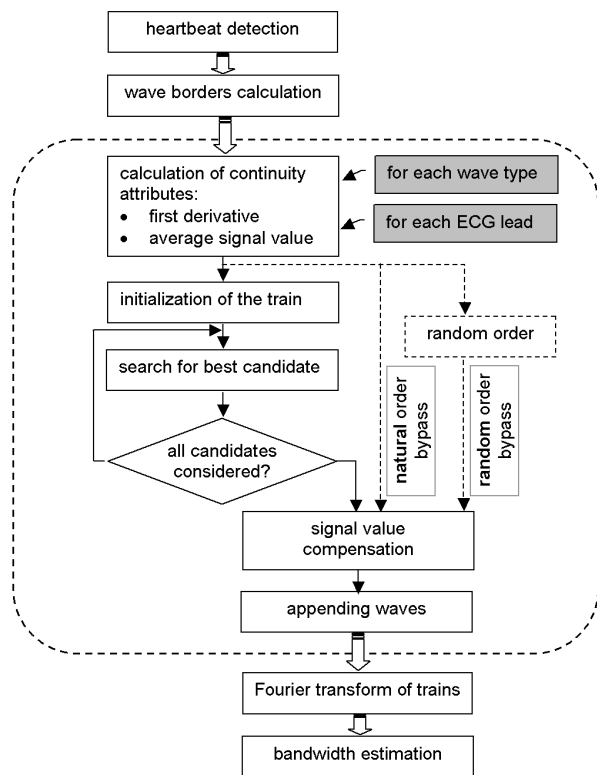 heartbeat detection
wave borders calculation
calculation of continuity
attributes:
• first derivative
• average signal value
for each wave type
for each ECG lead
initialization of the train
random order
search for best candidate
natural order
bypass
random order
bypass
all candidates
considered?
signal value
compensation
appending waves
Fourier transform of trains
bandwidth estimation